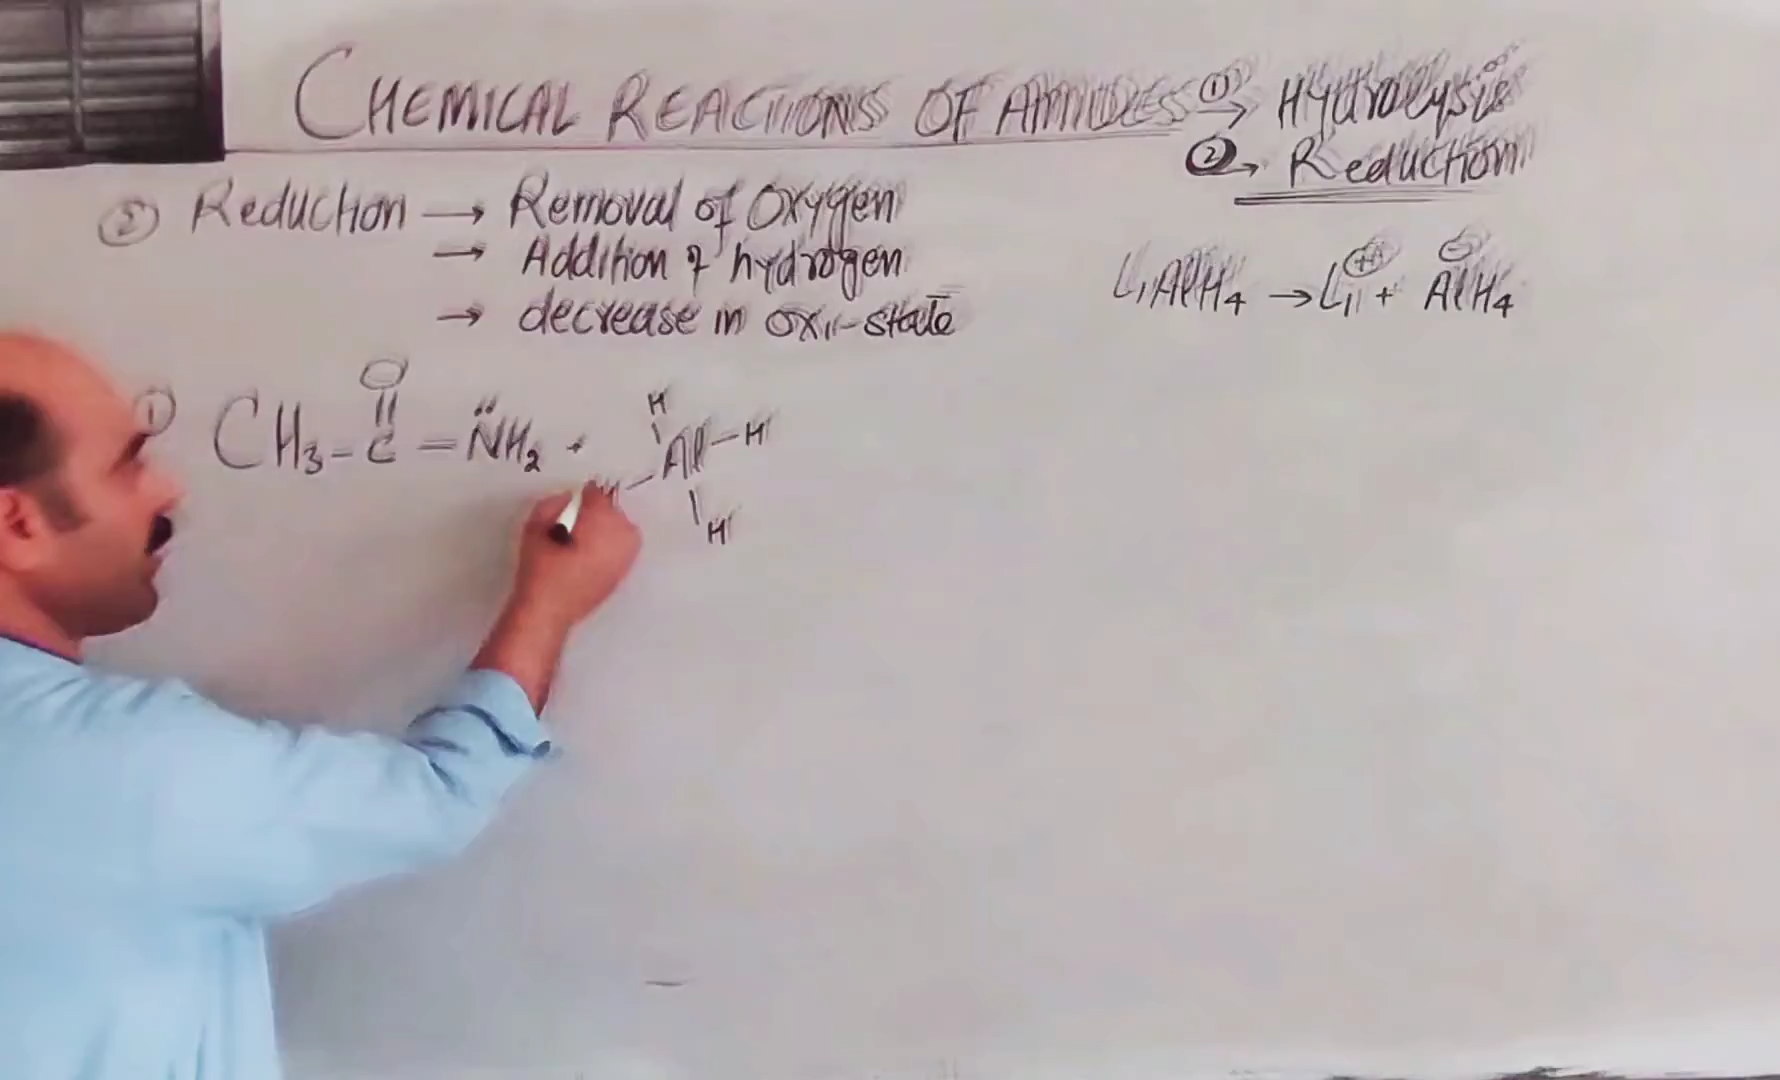 CHEMICAL REACTIONS OF AMIDES ① → Hydrolysis
② → Reduction
② Reduction → Removal of Oxygen
→ Addition of hydrogen
→ decrease in oxi-state
LiAlH4 → Li⊕ + AlH4⊖
① CH3 - C - N̈H2 +
O
H
Al - H
H